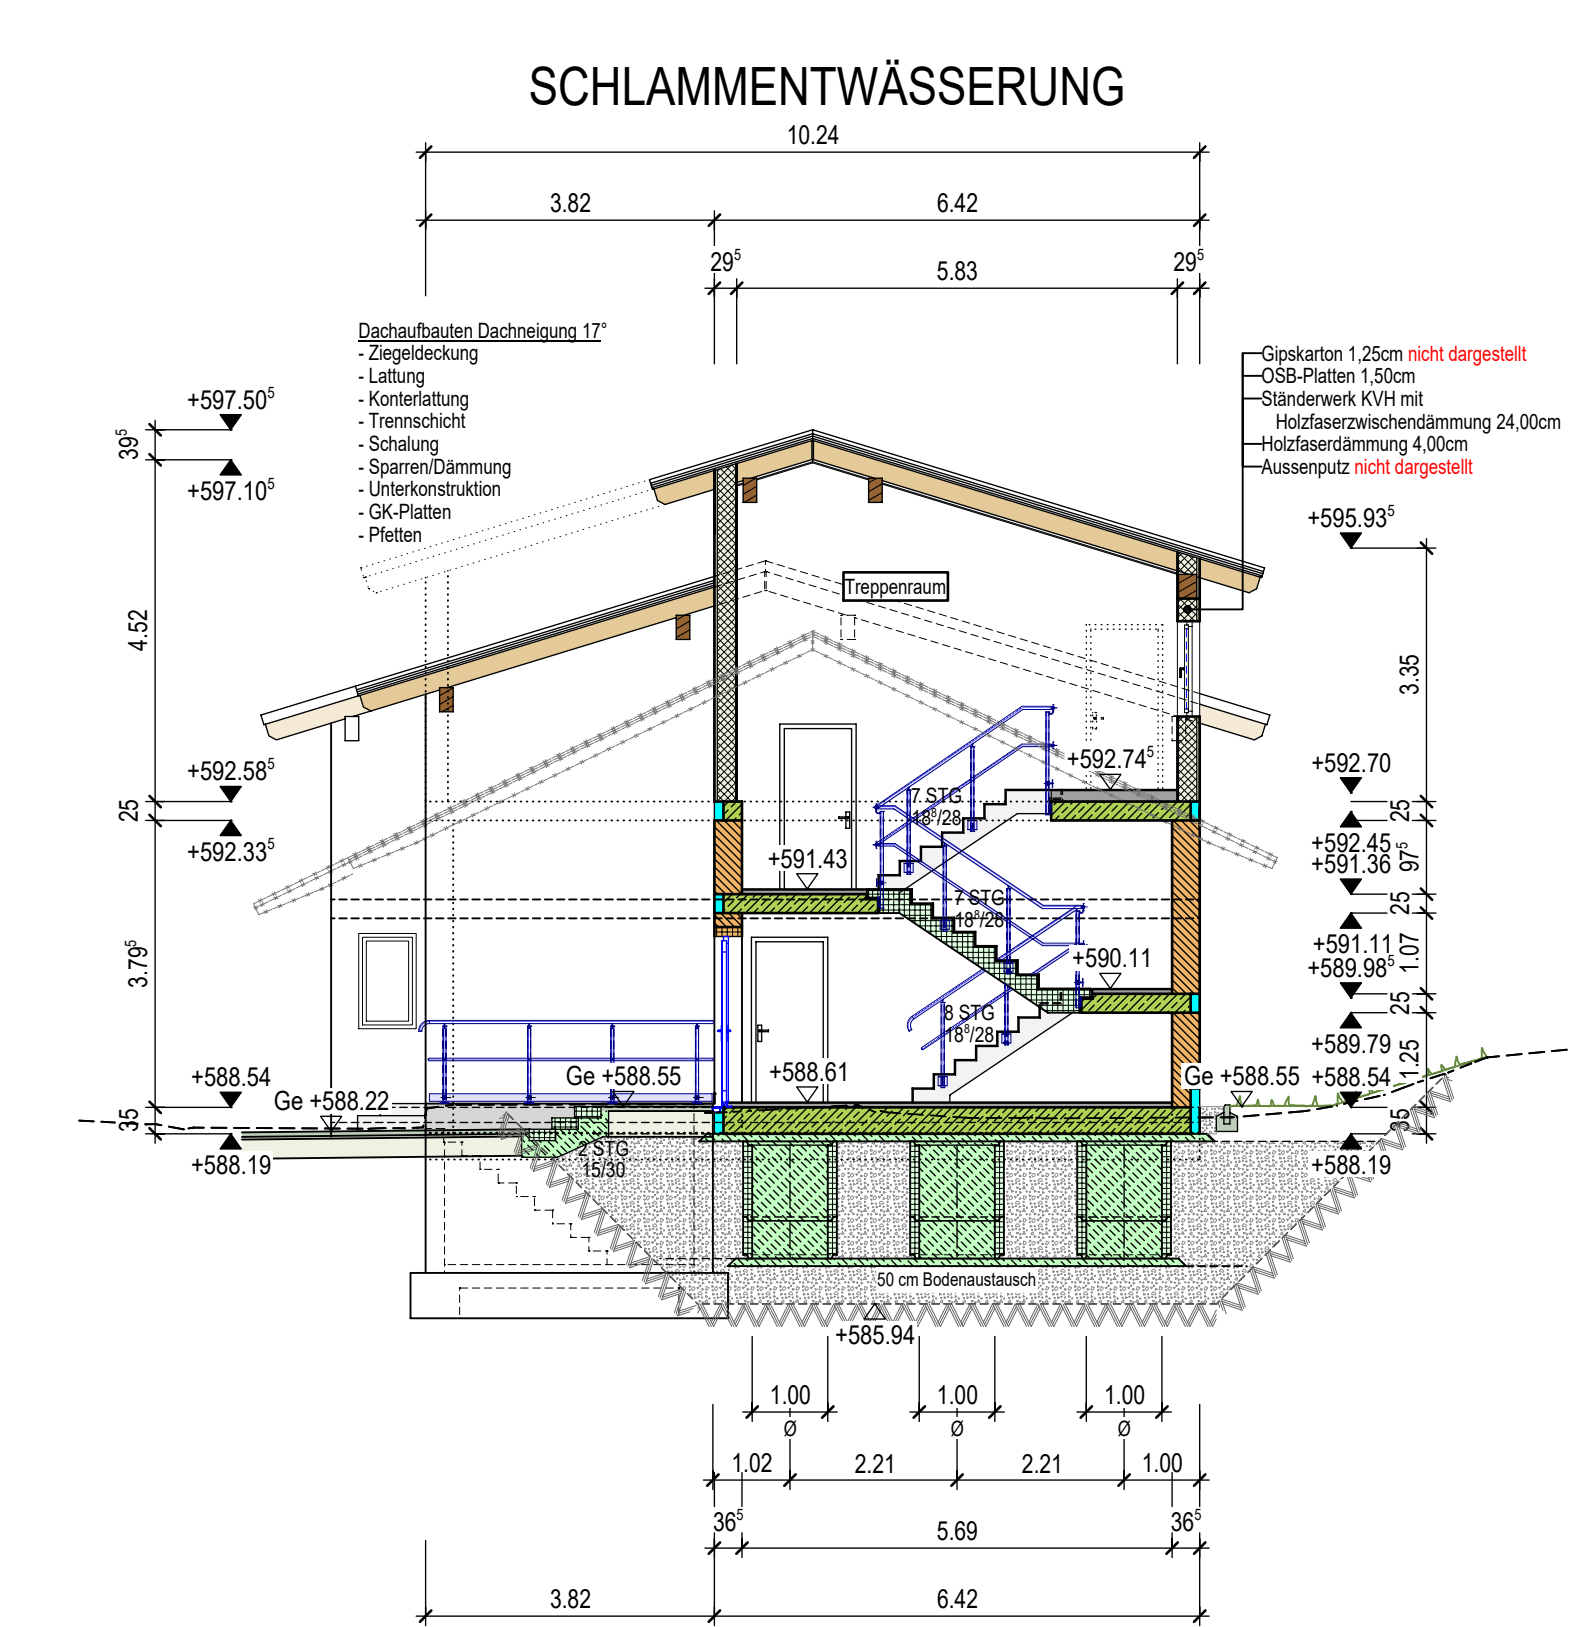 SCHLAMMENTWÄSSERUNG
10.24
3.82
6.42
29⁵
5.83
29⁵
Dachaufbauten Dachneigung 17°
- Ziegeldeckung
- Lattung
- Konterlattung
- Trennschicht
- Schalung
- Sparren/Dämmung
- Unterkonstruktion
- GK-Platten
- Pfetten
Gipskarton 1,25cm nicht dargestellt
OSB-Platten 1,50cm
Ständerwerk KVH mit
Holzfaserzwischendämmung 24,00cm
Holzfaserdämmung 4,00cm
Aussenputz nicht dargestellt
+597.50⁵
39⁵
+597.10⁵
4.52
+592.58⁵
25
+592.33⁵
3.79⁵
+588.54
35
+588.19
+595.93⁵
3.35
+592.70
25
+592.45
97⁵
+591.36
25
+591.11
1.07
+589.98⁵
25
+589.79
1.25
+588.54
35
+588.19
Treppenraum
+592.74⁵
7 STG
18⁸/28
+591.43
7 STG
18⁸/28
+590.11
8 STG
18⁸/28
+588.61
Ge +588.55
Ge +588.22
Ge +588.55
2 STG
15/30
50 cm Bodenaustausch
+585.94
1.00
1.00
1.00
Ø
Ø
Ø
1.02
2.21
2.21
1.00
36⁵
5.69
36⁵
3.82
6.42